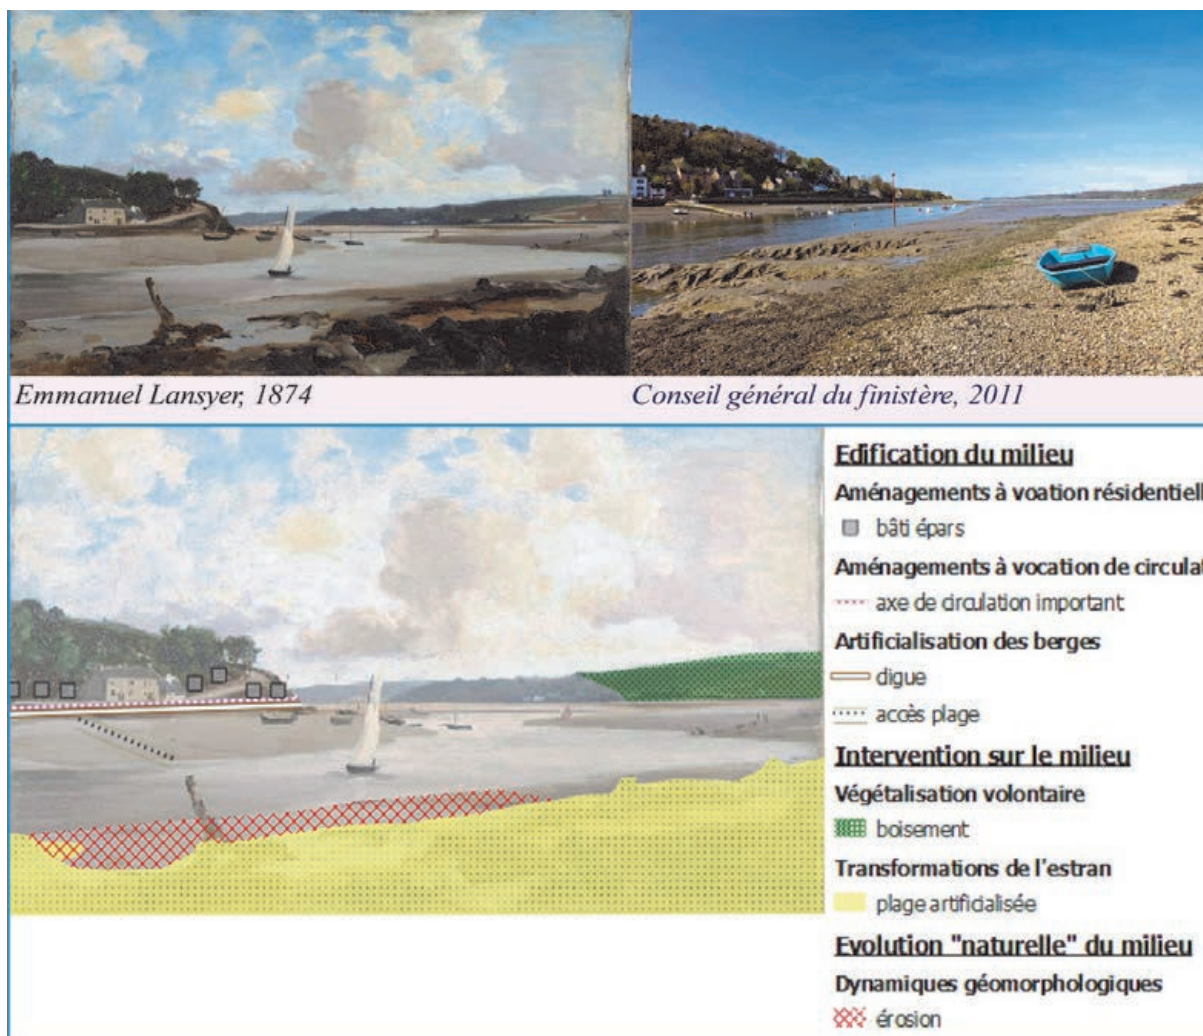 Emmanuel Lansyer, 1874
Conseil général du finistère, 2011
Edification du milieu
Aménagements à voation résidentiell
bâti épars
Aménagements à vocation de circulat
axe de circulation important
Artificialisation des berges
digue
accès plage
Intervention sur le milieu
Végétalisation volontaire
boisement
Transformations de l'estran
plage artificialisée
Evolution "naturelle" du milieu
Dynamiques géomorphologiques
érosion